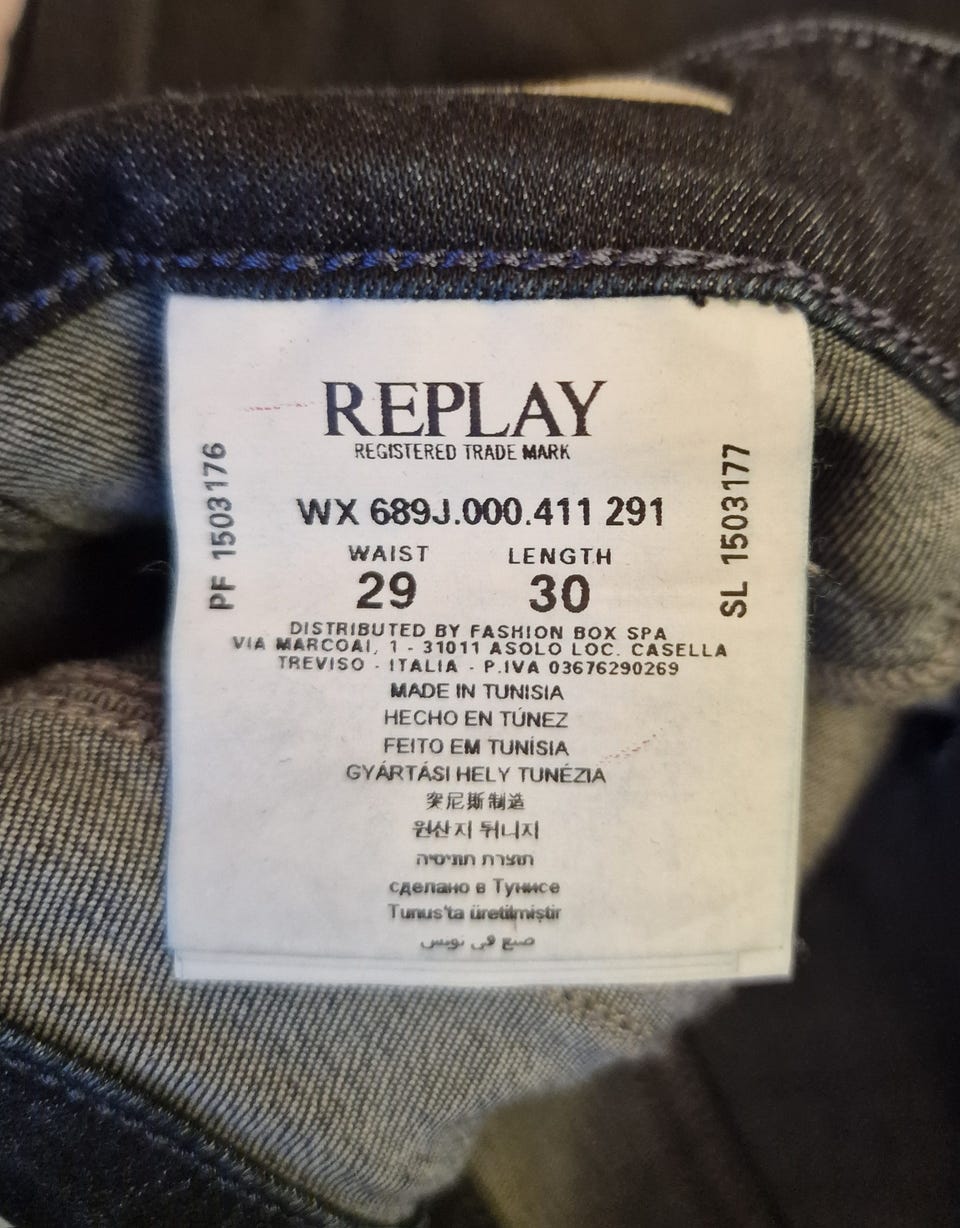 REPLAY
REGISTERED TRADE MARK
PF 1503176
SL 1503177
WX 689J.000.411 291
WAIST LENGTH
29 30
DISTRIBUTED BY FASHION BOX SPA
VIA MARCOAI, 1 - 31011 ASOLO LOC. CASELLA
TREVISO - ITALIA - P.IVA 03676290269
MADE IN TUNISIA
HECHO EN TÚNEZ
FEITO EM TUNÍSIA
GYÁRTÁSI HELY TUNÉZIA
突尼斯制造
원산지 튀니지
תוצרת תוניסיה
сделано в Тунисе
Tunus'ta üretilmiştir
صنع في تونس